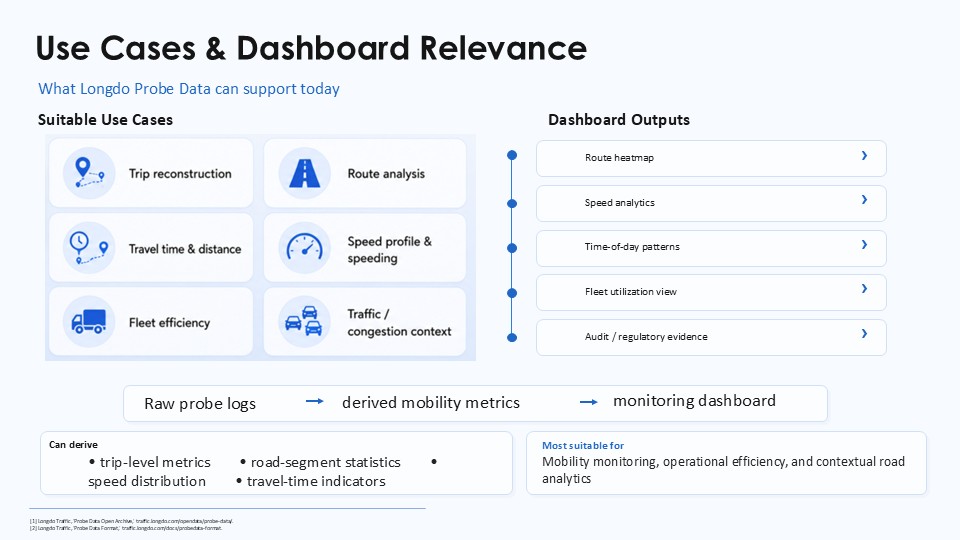 Use Cases & Dashboard Relevance
What Longdo Probe Data can support today
Suitable Use Cases
Trip reconstruction
Route analysis
Travel time & distance
Speed profile &
speeding
Fleet efficiency
Traffic /
congestion context
Dashboard Outputs
Route heatmap
Speed analytics
Time-of-day patterns
Fleet utilization view
Audit / regulatory evidence
Raw probe logs → derived mobility metrics → monitoring dashboard
Can derive
• trip-level metrics • road-segment statistics •
speed distribution • travel-time indicators
Most suitable for
Mobility monitoring, operational efficiency, and contextual road
analytics
[1] Longdo Traffic, 'Probe Data Open Archive,' traffic.longdo.com/opendata/probe-data/.
[2] Longdo Traffic, 'Probe Data Format,' traffic.longdo.com/docs/probedata-format.